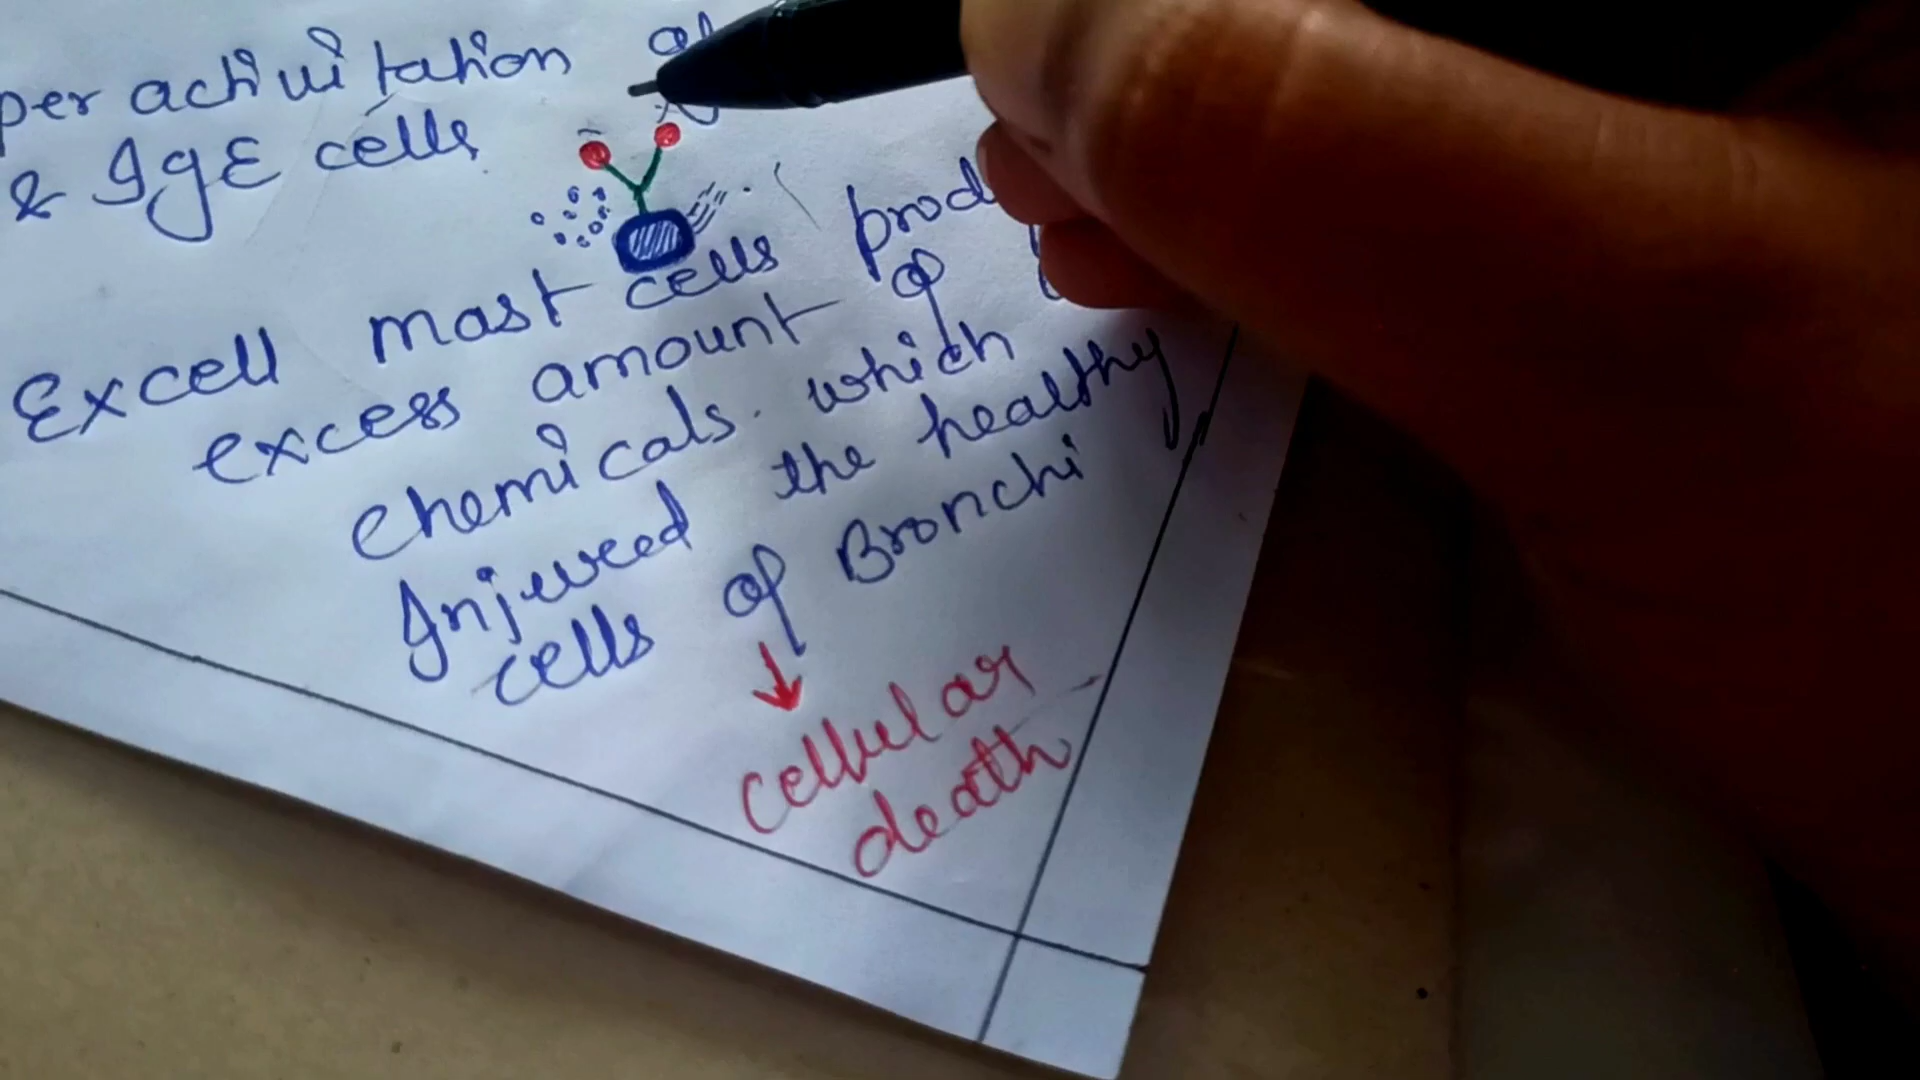 per activitation of
& IgE cells
Excell mast cells prod
excess amount of
chemicals. which
Injureed the healthy
cells of Bronchi
↓
cellular
death